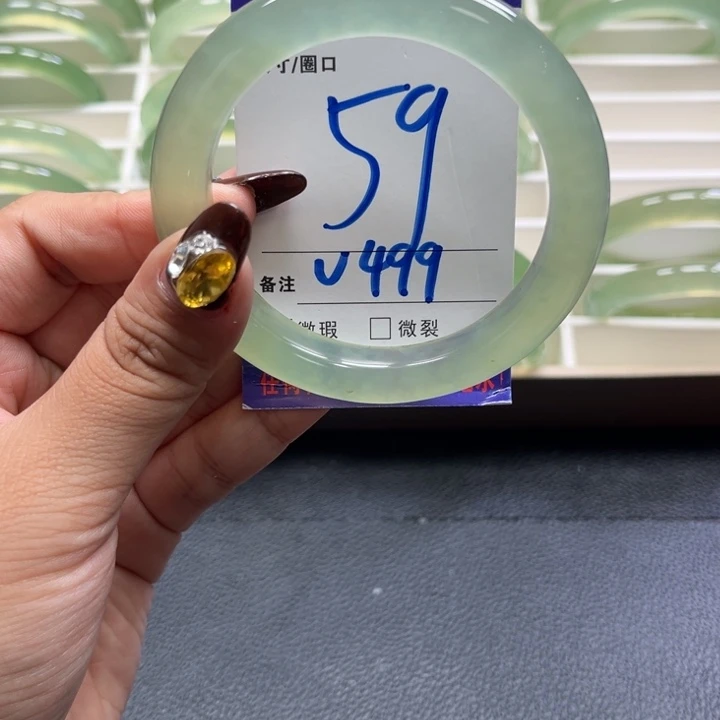 寸/圈口
59
备注 v499
微瑕 □ 微裂